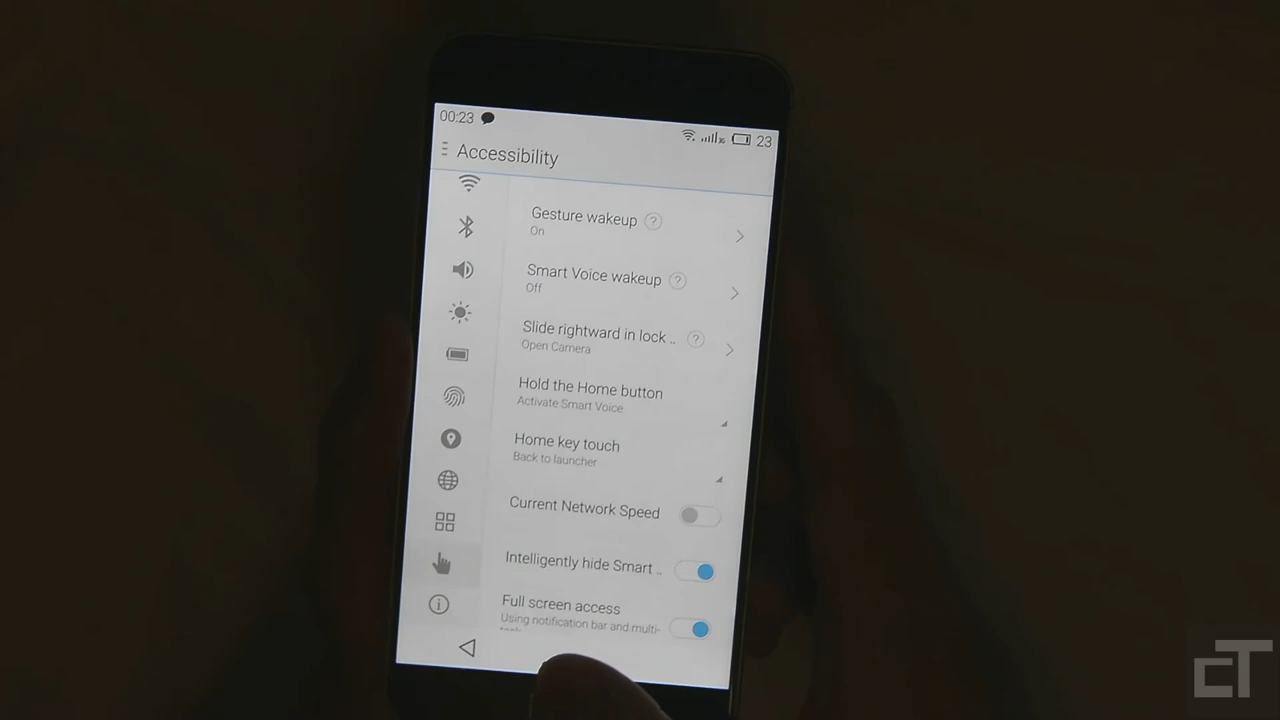 00:23
23
Accessibility
Gesture wakeup ?
On
Smart Voice wakeup ?
Off
Slide rightward in lock .. ?
Open Camera
Hold the Home button
Activate Smart Voice
Home key touch
Back to launcher
Current Network Speed
Intelligently hide Smart ..
Full screen access
Using notification bar and multi-
cT